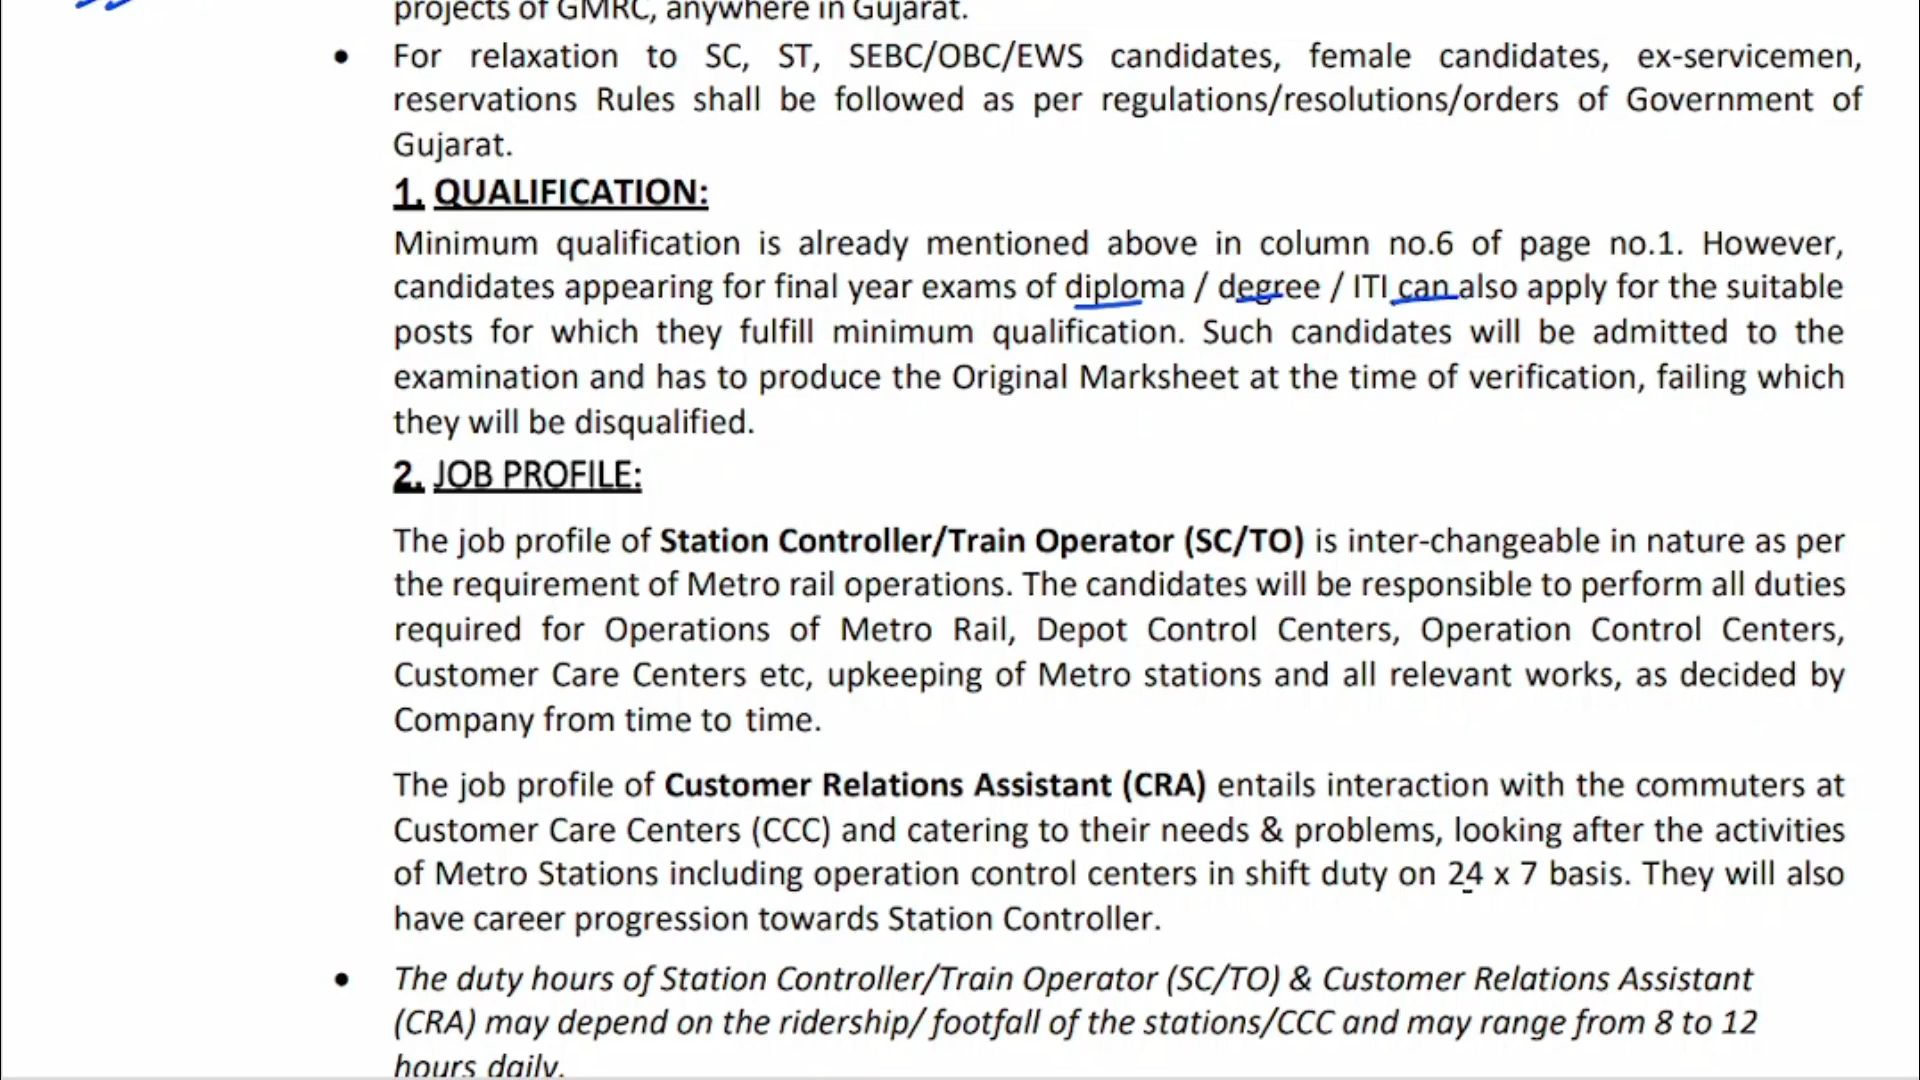 projects of GMRC, anywhere in Gujarat.
• For relaxation to SC, ST, SEBC/OBC/EWS candidates, female candidates, ex-servicemen,
reservations Rules shall be followed as per regulations/resolutions/orders of Government of
Gujarat.
1. QUALIFICATION:
Minimum qualification is already mentioned above in column no.6 of page no.1. However,
candidates appearing for final year exams of diploma / degree / ITI can also apply for the suitable
posts for which they fulfill minimum qualification. Such candidates will be admitted to the
examination and has to produce the Original Marksheet at the time of verification, failing which
they will be disqualified.
2. JOB PROFILE:
The job profile of Station Controller/Train Operator (SC/TO) is inter-changeable in nature as per
the requirement of Metro rail operations. The candidates will be responsible to perform all duties
required for Operations of Metro Rail, Depot Control Centers, Operation Control Centers,
Customer Care Centers etc, upkeeping of Metro stations and all relevant works, as decided by
Company from time to time.
The job profile of Customer Relations Assistant (CRA) entails interaction with the commuters at
Customer Care Centers (CCC) and catering to their needs & problems, looking after the activities
of Metro Stations including operation control centers in shift duty on 24 x 7 basis. They will also
have career progression towards Station Controller.
• The duty hours of Station Controller/Train Operator (SC/TO) & Customer Relations Assistant
(CRA) may depend on the ridership/ footfall of the stations/CCC and may range from 8 to 12
hours daily.